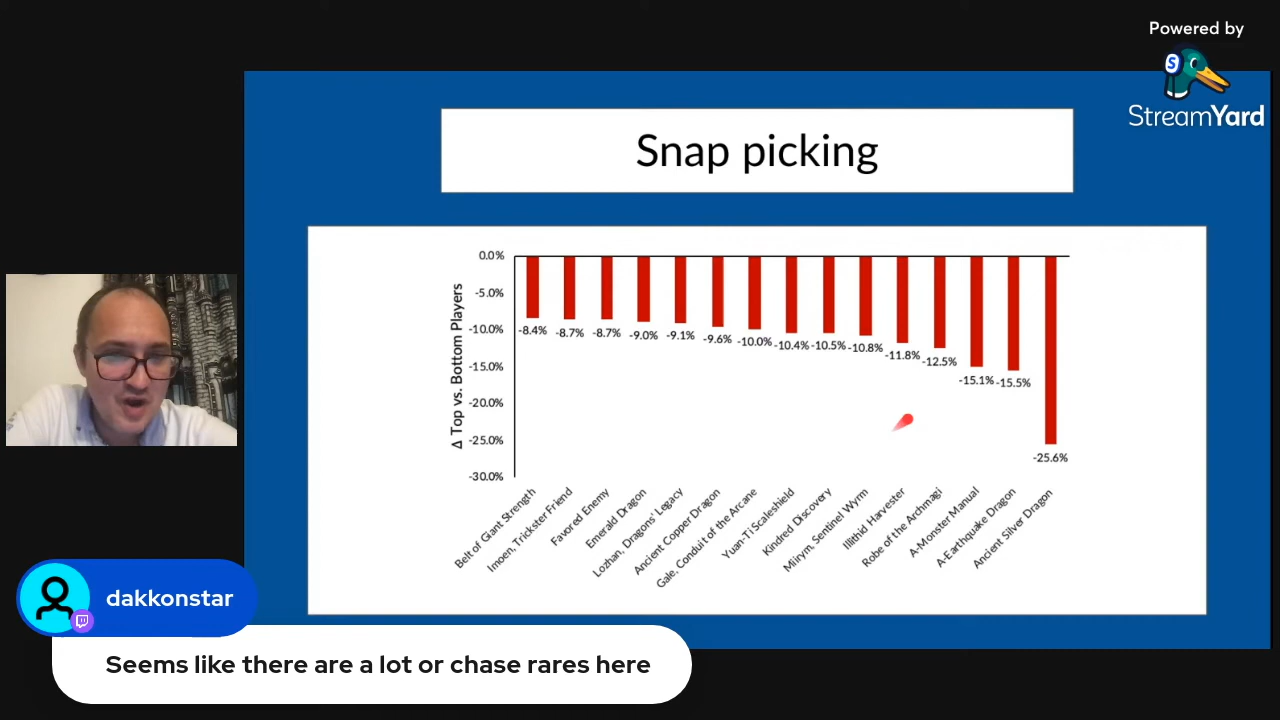 Powered by
S
StreamYard
Snap picking
Δ Top vs. Bottom Players
0.0%
-5.0%
-10.0%
-15.0%
-20.0%
-25.0%
-30.0%
-8.4%
-8.7%
-8.7%
-9.0%
-9.1%
-9.6%
-10.0%
-10.4%
-10.5%
-10.8%
-11.8%
-12.5%
-15.1%
-15.5%
-25.6%
Belt of Giant Strength
Imoen, Trickster Friend
Favored Enemy
Emerald Dragon
Lozhan, Dragons' Legacy
Ancient Copper Dragon
Gale, Conduit of the Arcane
Yuan-Ti Scaleshield
Kindred Discovery
Miirym, Sentinel Wyrm
Illithid Harvester
Robe of the Archmagi
A-Monster Manual
A-Earthquake Dragon
Ancient Silver Dragon
dakkonstar
Seems like there are a lot or chase rares here